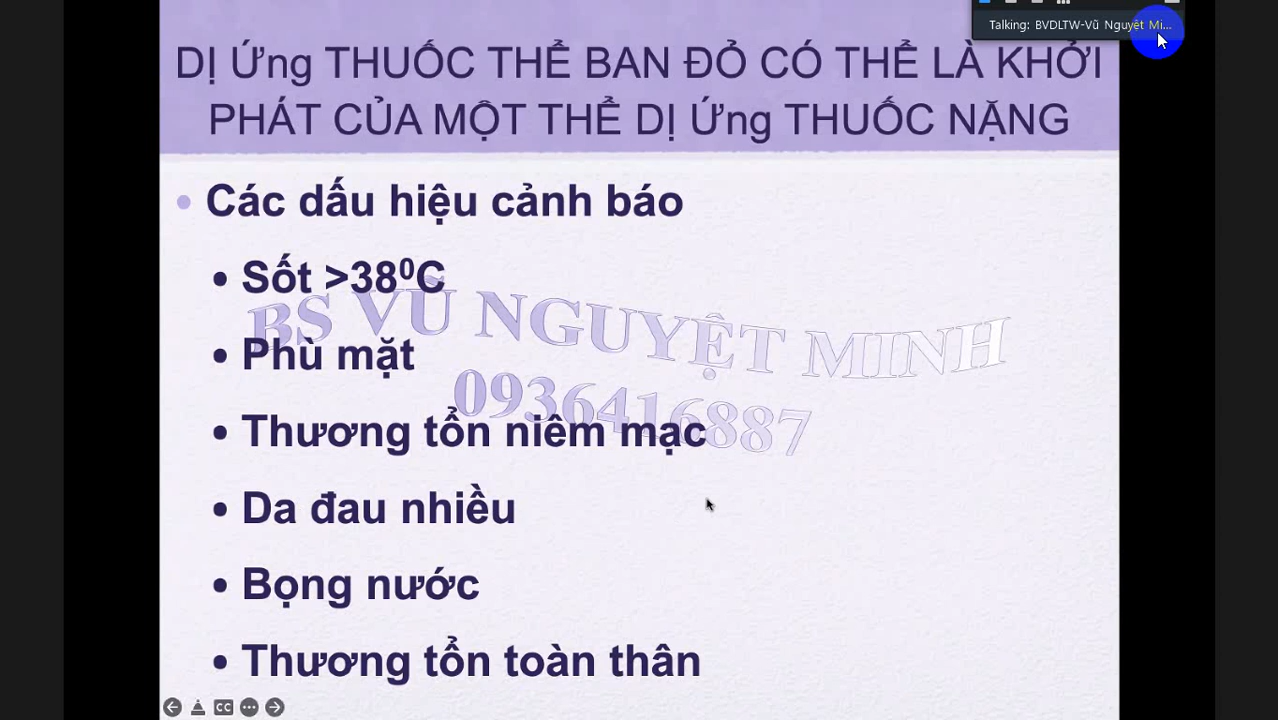 Talking: BVDLTW-Vũ Nguyệt Mi...
DỊ Ứng THUỐC THỂ BAN ĐỎ CÓ THỂ LÀ KHỞI
PHÁT CỦA MỘT THỂ DỊ Ứng THUỐC NẶNG
• Các dấu hiệu cảnh báo
• Sốt >38⁰C
BS VŨ NGUYỆT MINH
• Phù mặt
0936416887
• Thương tổn niêm mạc
• Da đau nhiều
• Bọng nước
• Thương tổn toàn thân
CC